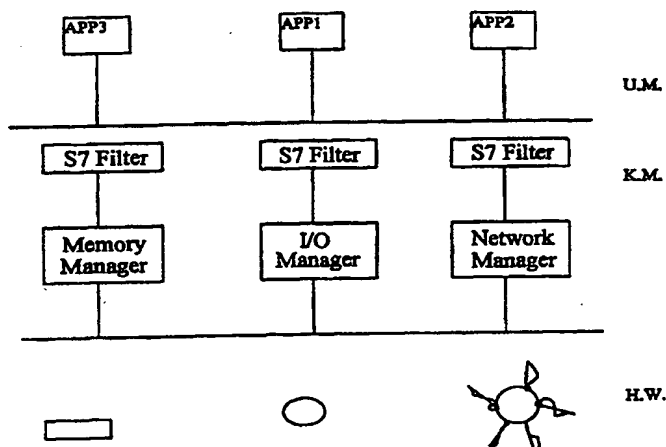 APP3
APP1
APP2
U.M.
S7 Filter
S7 Filter
S7 Filter
K.M.
Memory
Manager
I/O
Manager
Network
Manager
H.W.